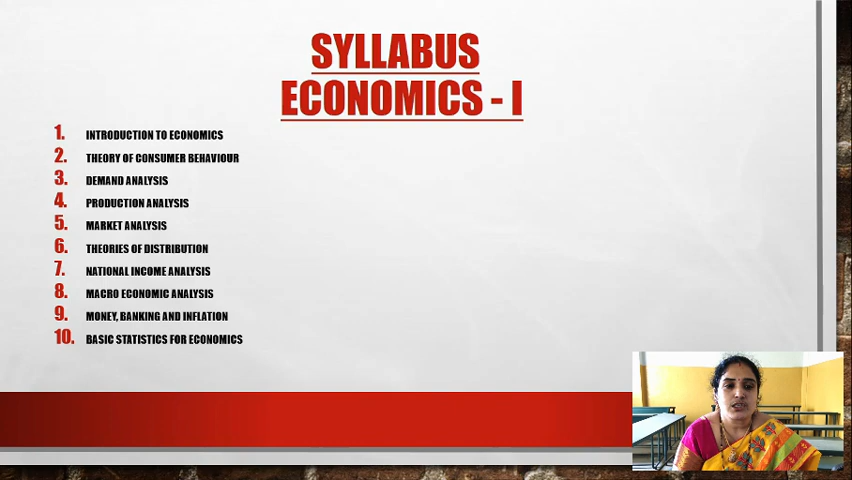 SYLLABUS
ECONOMICS - I
1. INTRODUCTION TO ECONOMICS
2. THEORY OF CONSUMER BEHAVIOUR
3. DEMAND ANALYSIS
4. PRODUCTION ANALYSIS
5. MARKET ANALYSIS
6. THEORIES OF DISTRIBUTION
7. NATIONAL INCOME ANALYSIS
8. MACRO ECONOMIC ANALYSIS
9. MONEY, BANKING AND INFLATION
10. BASIC STATISTICS FOR ECONOMICS